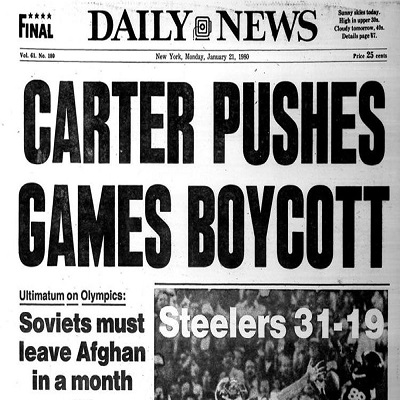 ★★★★
FINAL
DAILY NEWS
Sunny skies today.
High in upper 30s.
Cloudy tomorrow, 40s.
Details page 87.
Vol. 61. No. 180
New York, Monday, January 21, 1980
Price 25 cents
CARTER PUSHES
GAMES BOYCOTT
Ultimatum on Olympics:
Soviets must
leave Afghan
in a month
Steelers 31-19